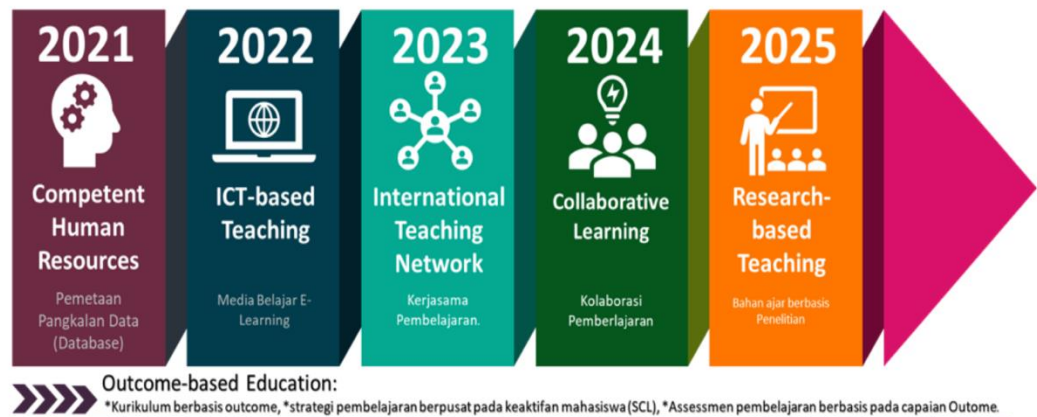 2021
Competent
Human
Resources
Pemetaan
Pangkalan Data
(Database)
2022
ICT-based
Teaching
Media Belajar E-
Learning
2023
International
Teaching
Network
Kerjasama
Pembelajaran.
2024
Collaborative
Learning
Kolaborasi
Pemberlajaran
2025
Research-
based
Teaching
Bahan ajar berbasis
Penelitian
Outcome-based Education:
*Kurikulum berbasis outcome, *strategi pembelajaran berpusat pada keaktifan mahasiswa (SCL), *Assessmen pembelajaran berbasis pada capaian Outome.